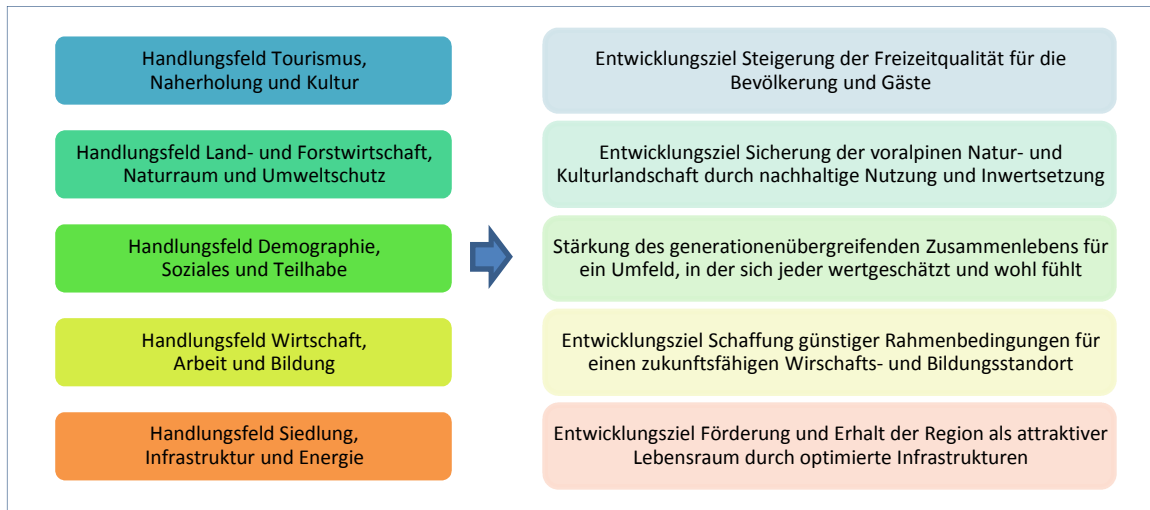 Handlungsfeld Tourismus,
Naherholung und Kultur
Entwicklungsziel Steigerung der Freizeitqualität für die
Bevölkerung und Gäste
Handlungsfeld Land- und Forstwirtschaft,
Naturraum und Umweltschutz
Entwicklungsziel Sicherung der voralpinen Natur- und
Kulturlandschaft durch nachhaltige Nutzung und Inwertsetzung
Handlungsfeld Demographie,
Soziales und Teilhabe
Stärkung des generationenübergreifenden Zusammenlebens für
ein Umfeld, in der sich jeder wertgeschätzt und wohl fühlt
Handlungsfeld Wirtschaft,
Arbeit und Bildung
Entwicklungsziel Schaffung günstiger Rahmenbedingungen für
einen zukunftsfähigen Wirschafts- und Bildungsstandort
Handlungsfeld Siedlung,
Infrastruktur und Energie
Entwicklungsziel Förderung und Erhalt der Region als attraktiver
Lebensraum durch optimierte Infrastrukturen